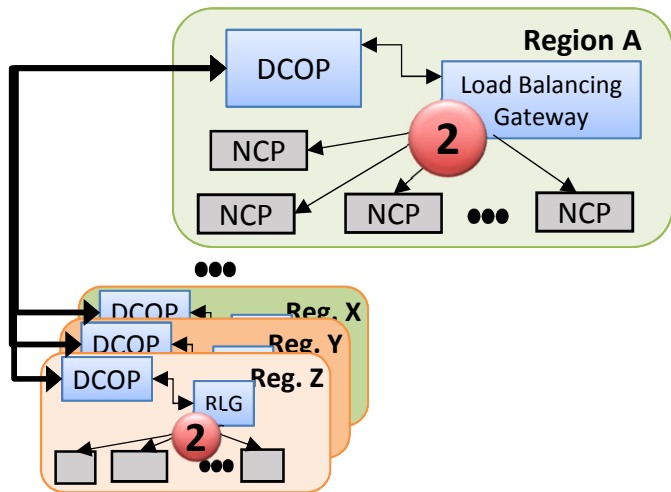 Region A
DCOP
Load Balancing
Gateway
2
NCP
NCP
NCP
NCP
DCOP
Reg. X
DCOP
Reg. Y
DCOP
Reg. Z
RLG
2